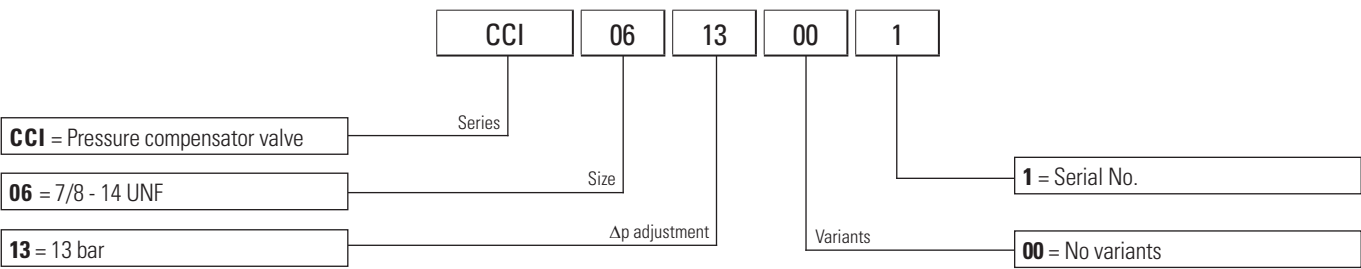 CCI 06 13 00 1
Series
CCI = Pressure compensator valve
Size
06 = 7/8 - 14 UNF
1 = Serial No.
Δp adjustment
Variants
13 = 13 bar
00 = No variants